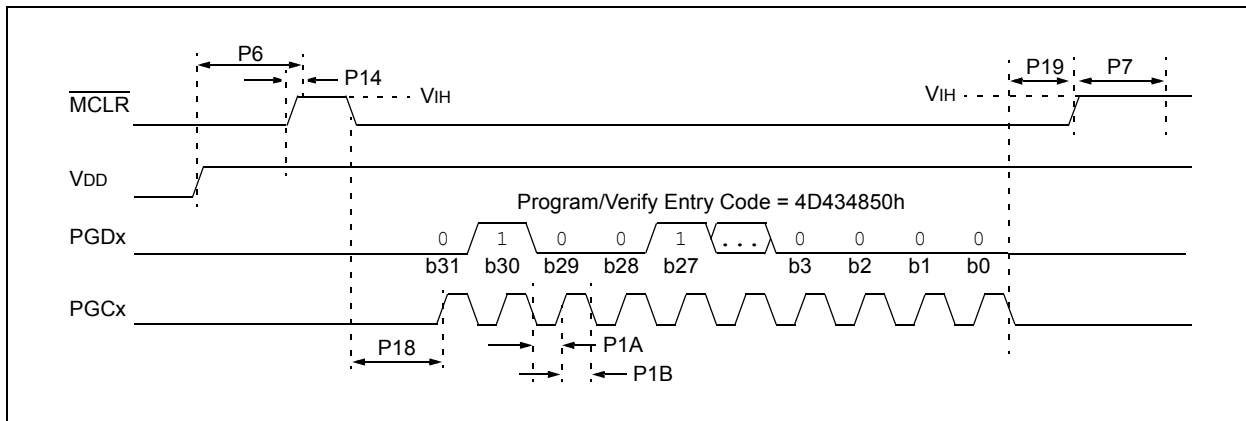 P6
P14
P19
P7
MCLR
VIH
VIH
VDD
Program/Verify Entry Code = 4D434850h
PGDx
0 1 0 0 1 ... 0 0 0 0
b31 b30 b29 b28 b27 b3 b2 b1 b0
PGCx
P18
P1A
P1B